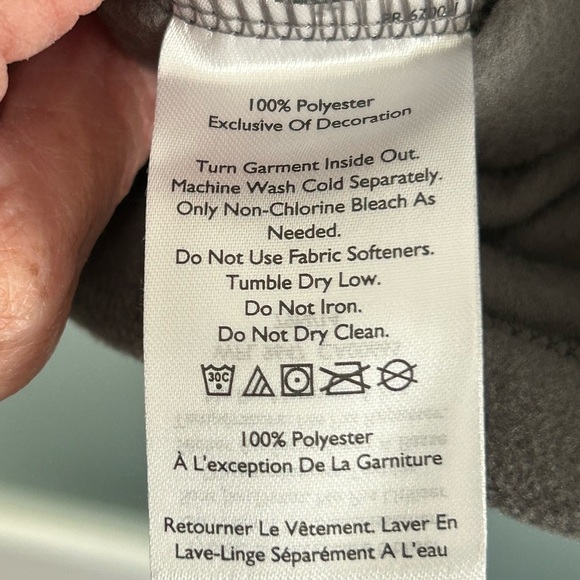 100% Polyester
Exclusive Of Decoration
Turn Garment Inside Out.
Machine Wash Cold Separately.
Only Non-Chlorine Bleach As
Needed.
Do Not Use Fabric Softeners.
Tumble Dry Low.
Do Not Iron.
Do Not Dry Clean.
30C
100% Polyester
À L'exception De La Garniture
Retourner Le Vêtement. Laver En
Lave-Linge Séparément A L'eau